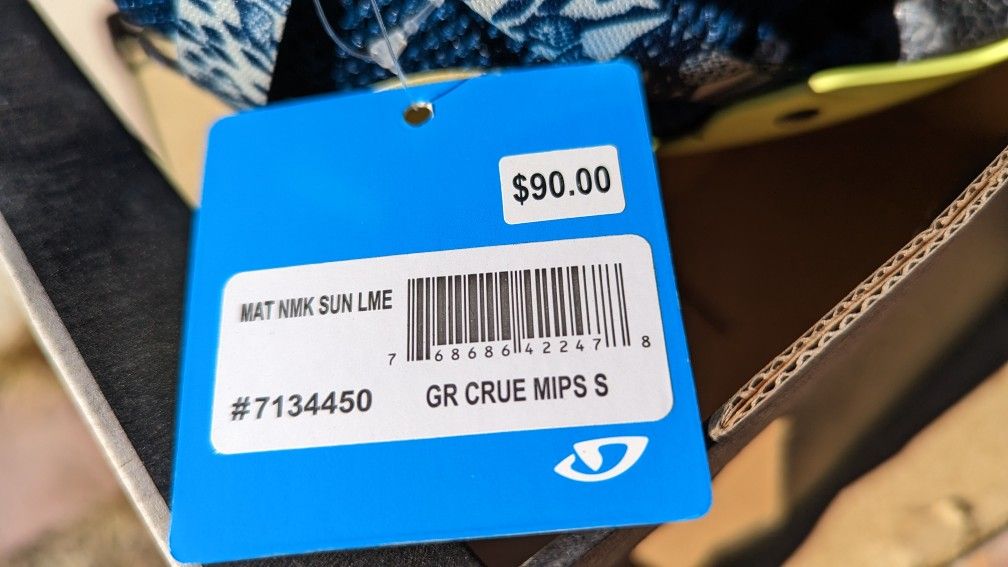 $90.00
MAT NMK SUN LME
7 68686 42247 8
#7134450
GR CRUE MIPS S